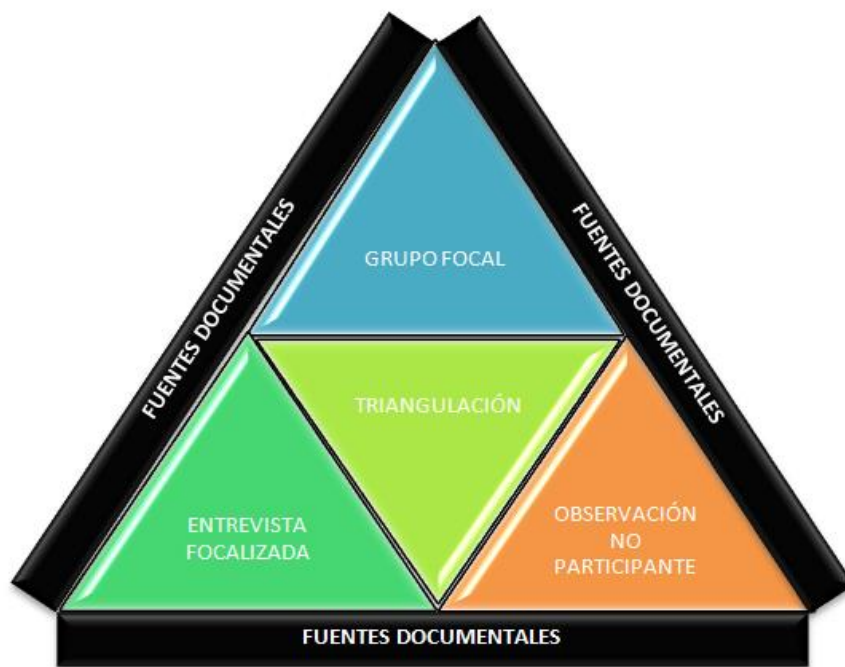 FUENTES DOCUMENTALES
FUENTES DOCUMENTALES
GRUPO FOCAL
TRIANGULACIÓN
ENTREVISTA
FOCALIZADA
OBSERVACIÓN
NO
PARTICIPANTE
FUENTES DOCUMENTALES